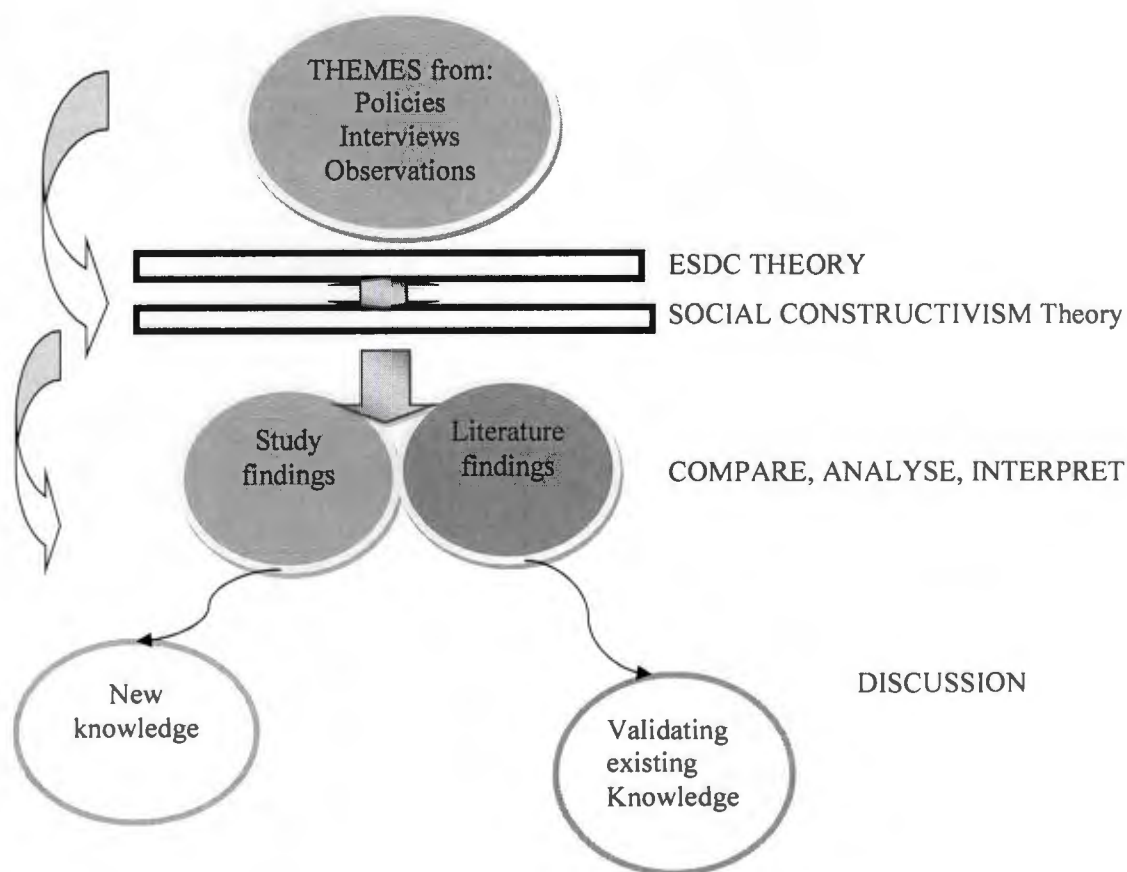 THEMES from:
Policies
Interviews
Observations
ESDC THEORY
SOCIAL CONSTRUCTIVISM Theory
Study
findings
Literature
findings
COMPARE, ANALYSE, INTERPRET
New
knowledge
DISCUSSION
Validating
existing
Knowledge